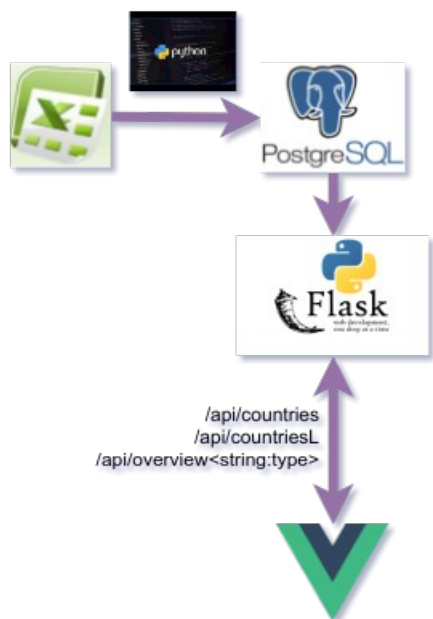 python
PostgreSQL
Flask
web development,
one drop at a time
/api/countries
/api/countriesL
/api/overview<string:type>